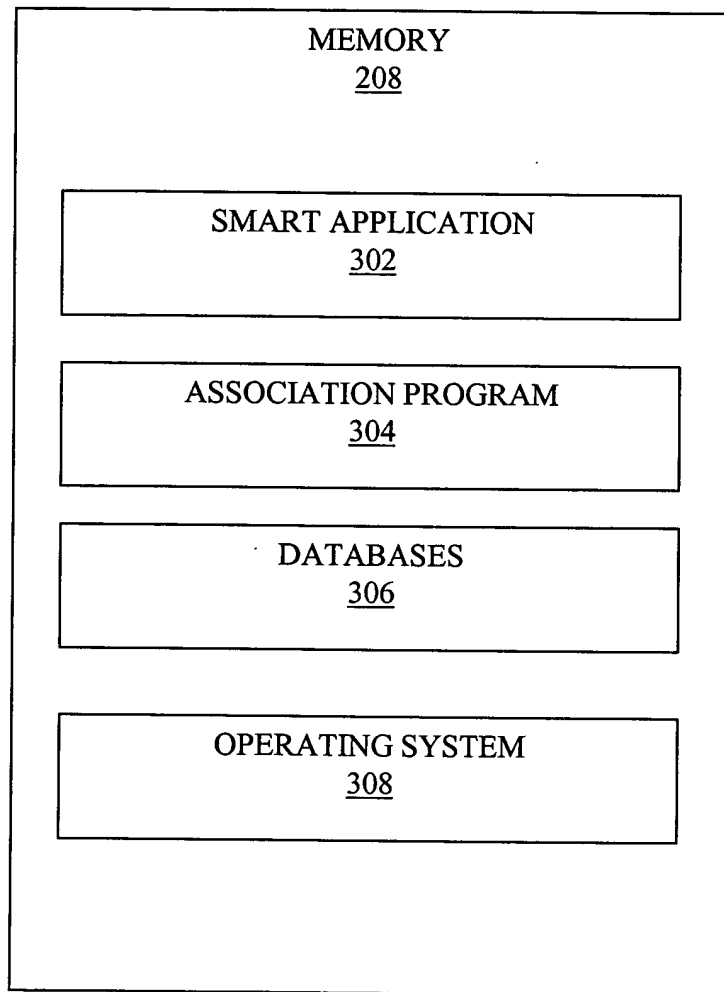 MEMORY
208
SMART APPLICATION
302
ASSOCIATION PROGRAM
304
DATABASES
306
OPERATING SYSTEM
308